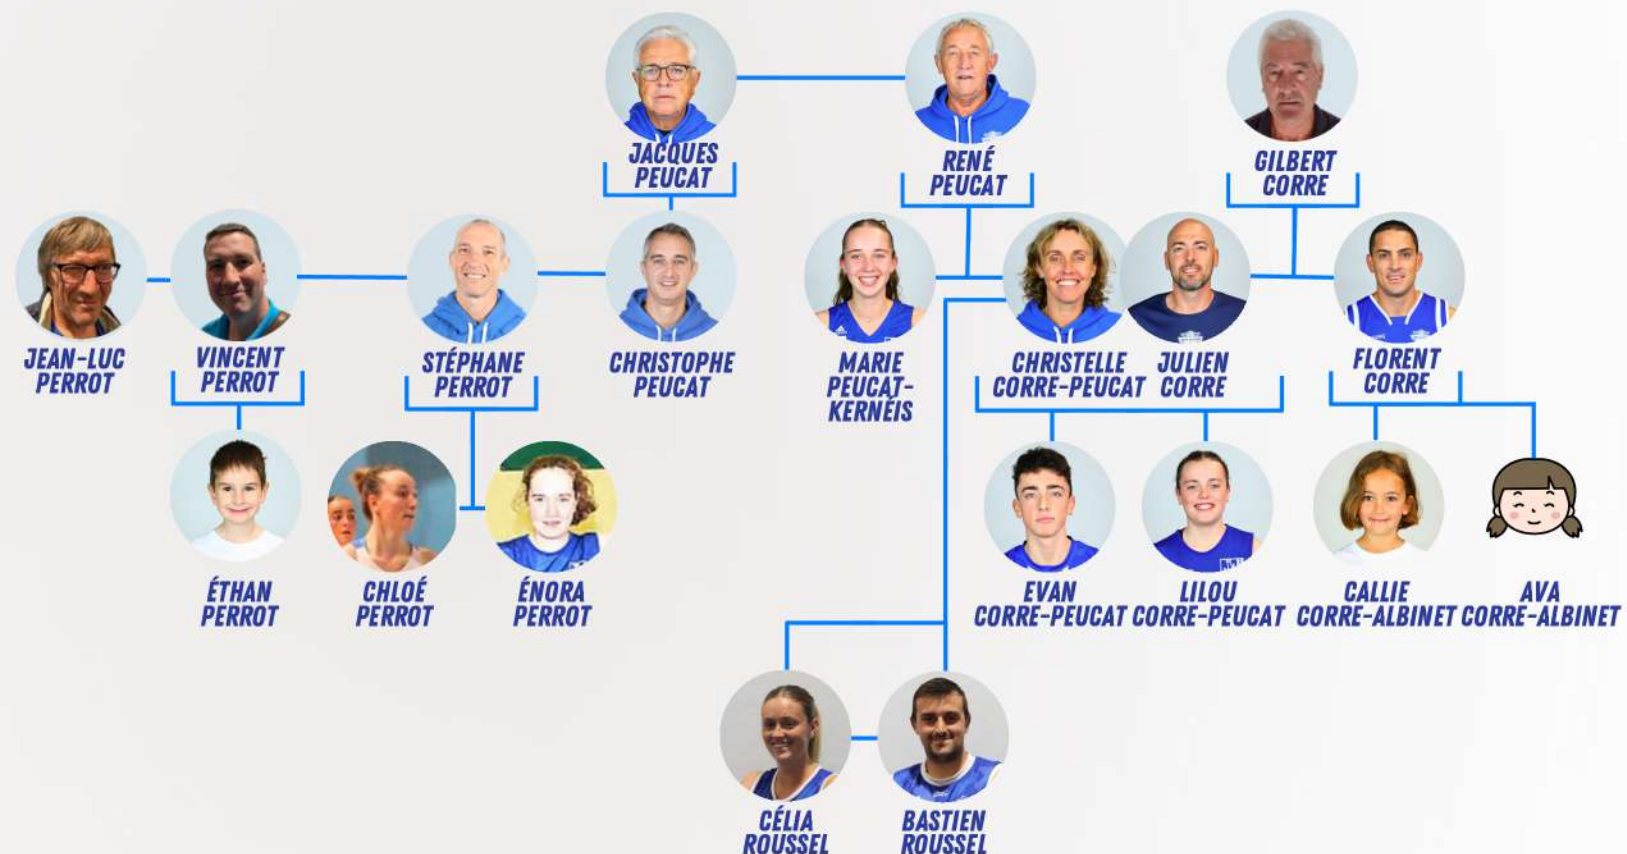 JACQUES
PEUCAT
RENÉ
PEUCAT
GILBERT
CORRE
JEAN-LUC
PERROT
VINCENT
PERROT
STÉPHANE
PERROT
CHRISTOPHE
PEUCAT
MARIE
PEUCAT-
KERNÉIS
CHRISTELLE
CORRE-PEUCAT
JULIEN
CORRE
FLORENT
CORRE
ÉTHAN
PERROT
CHLOÉ
PERROT
ÉNORA
PERROT
EVAN
CORRE-PEUCAT
LILOU
CORRE-PEUCAT
CALLIE
CORRE-ALBINET
AVA
CORRE-ALBINET
CÉLIA
ROUSSEL
BASTIEN
ROUSSEL